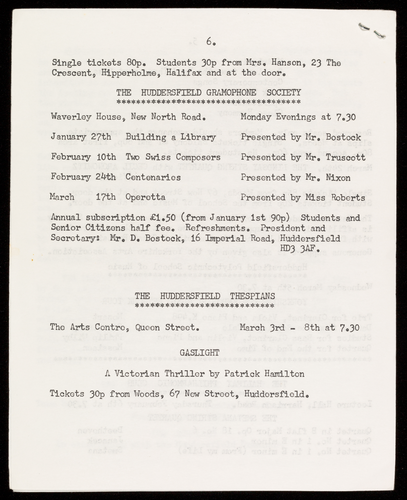 6.
Single tickets 80p. Students 30p from Mrs. Hanson, 23 The
Crescent, Hipperholme, Halifax and at the door.
THE HUDDERSFIELD GRAMOPHONE SOCIETY
****************************************
Waverley House, New North Road. Monday Evenings at 7.30
January 27th Building a Library Presented by Mr. Bostock
February 10th Two Swiss Composers Presented by Mr. Truscott
February 24th Centenaries Presented by Mr. Nixon
March 17th Operetta Presented by Miss Roberts
Annual subscription £1.50 (from January 1st 90p) Students and
Senior Citizens half fee. Refreshments. President and
Secretary: Mr. D. Bostock, 16 Imperial Road, Huddersfield
HD3 3AF.
THE HUDDERSFIELD THESPIANS
******************************
The Arts Centre, Queen Street. March 3rd - 8th at 7.30
GASLIGHT
A Victorian Thriller by Patrick Hamilton
Tickets 30p from Woods, 67 New Street, Huddersfield.